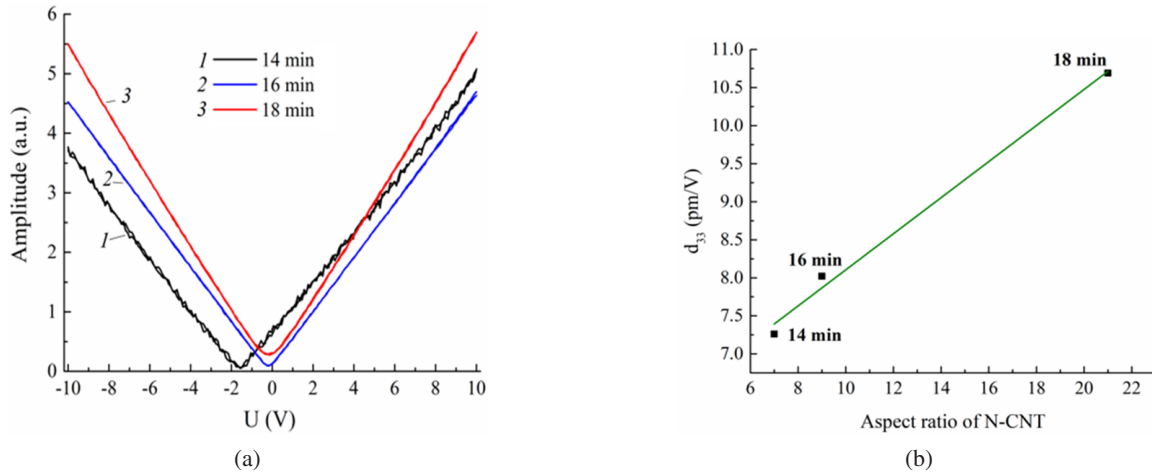 6
5
4
3
2
1
0
-10 -8 -6 -4 -2 0 2 4 6 8 10
Amplitude (a.u.)
U (V)
1 14 min
2 16 min
3 18 min
3
2
1
(a)
11.0
10.5
10.0
9.5
9.0
8.5
8.0
7.5
7.0
6 8 10 12 14 16 18 20 22
d33 (pm/V)
Aspect ratio of N-CNT
18 min
16 min
14 min
(b)